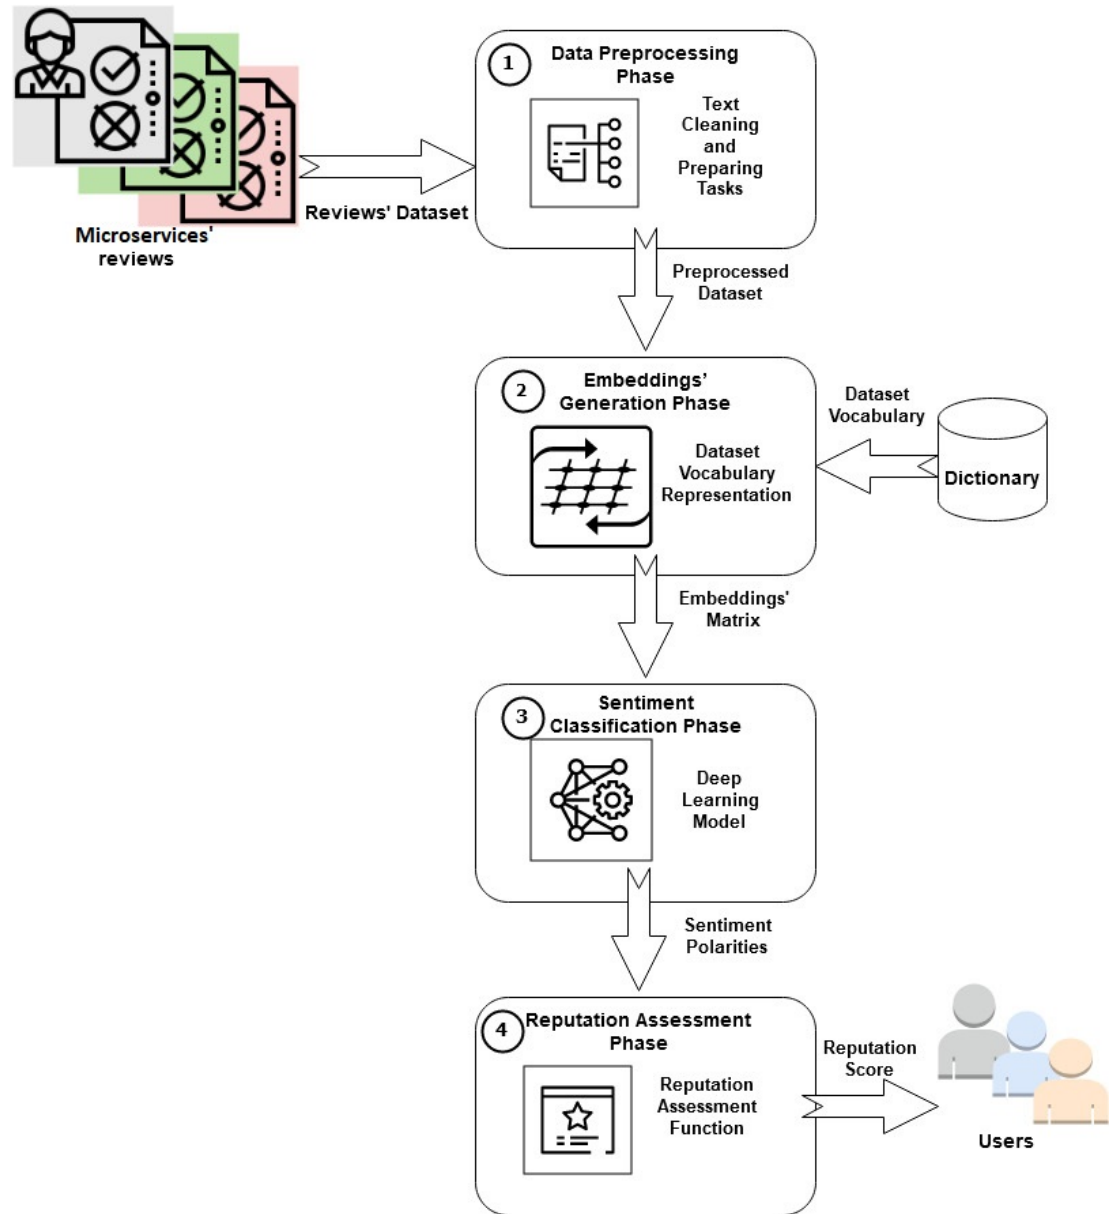 Microservices'
reviews
Reviews' Dataset
1
Data Preprocessing
Phase
Text
Cleaning
and
Preparing
Tasks
Preprocessed
Dataset
2
Embeddings’
Generation Phase
Dataset
Vocabulary
Representation
Dataset
Vocabulary
Dictionary
Embeddings'
Matrix
3
Sentiment
Classification Phase
Deep
Learning
Model
Sentiment
Polarities
4
Reputation Assessment
Phase
Reputation
Assessment
Function
Reputation
Score
Users